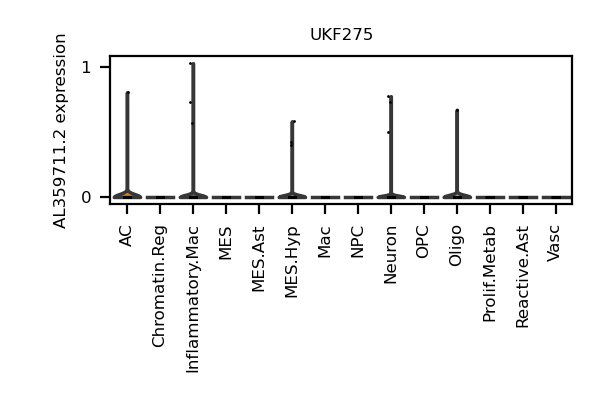 UKF275
AL359711.2 expression
1
0
AC
Chromatin.Reg
Inflammatory.Mac
MES
MES.Ast
MES.Hyp
Mac
NPC
Neuron
OPC
Oligo
Prolif.Metab
Reactive.Ast
Vasc